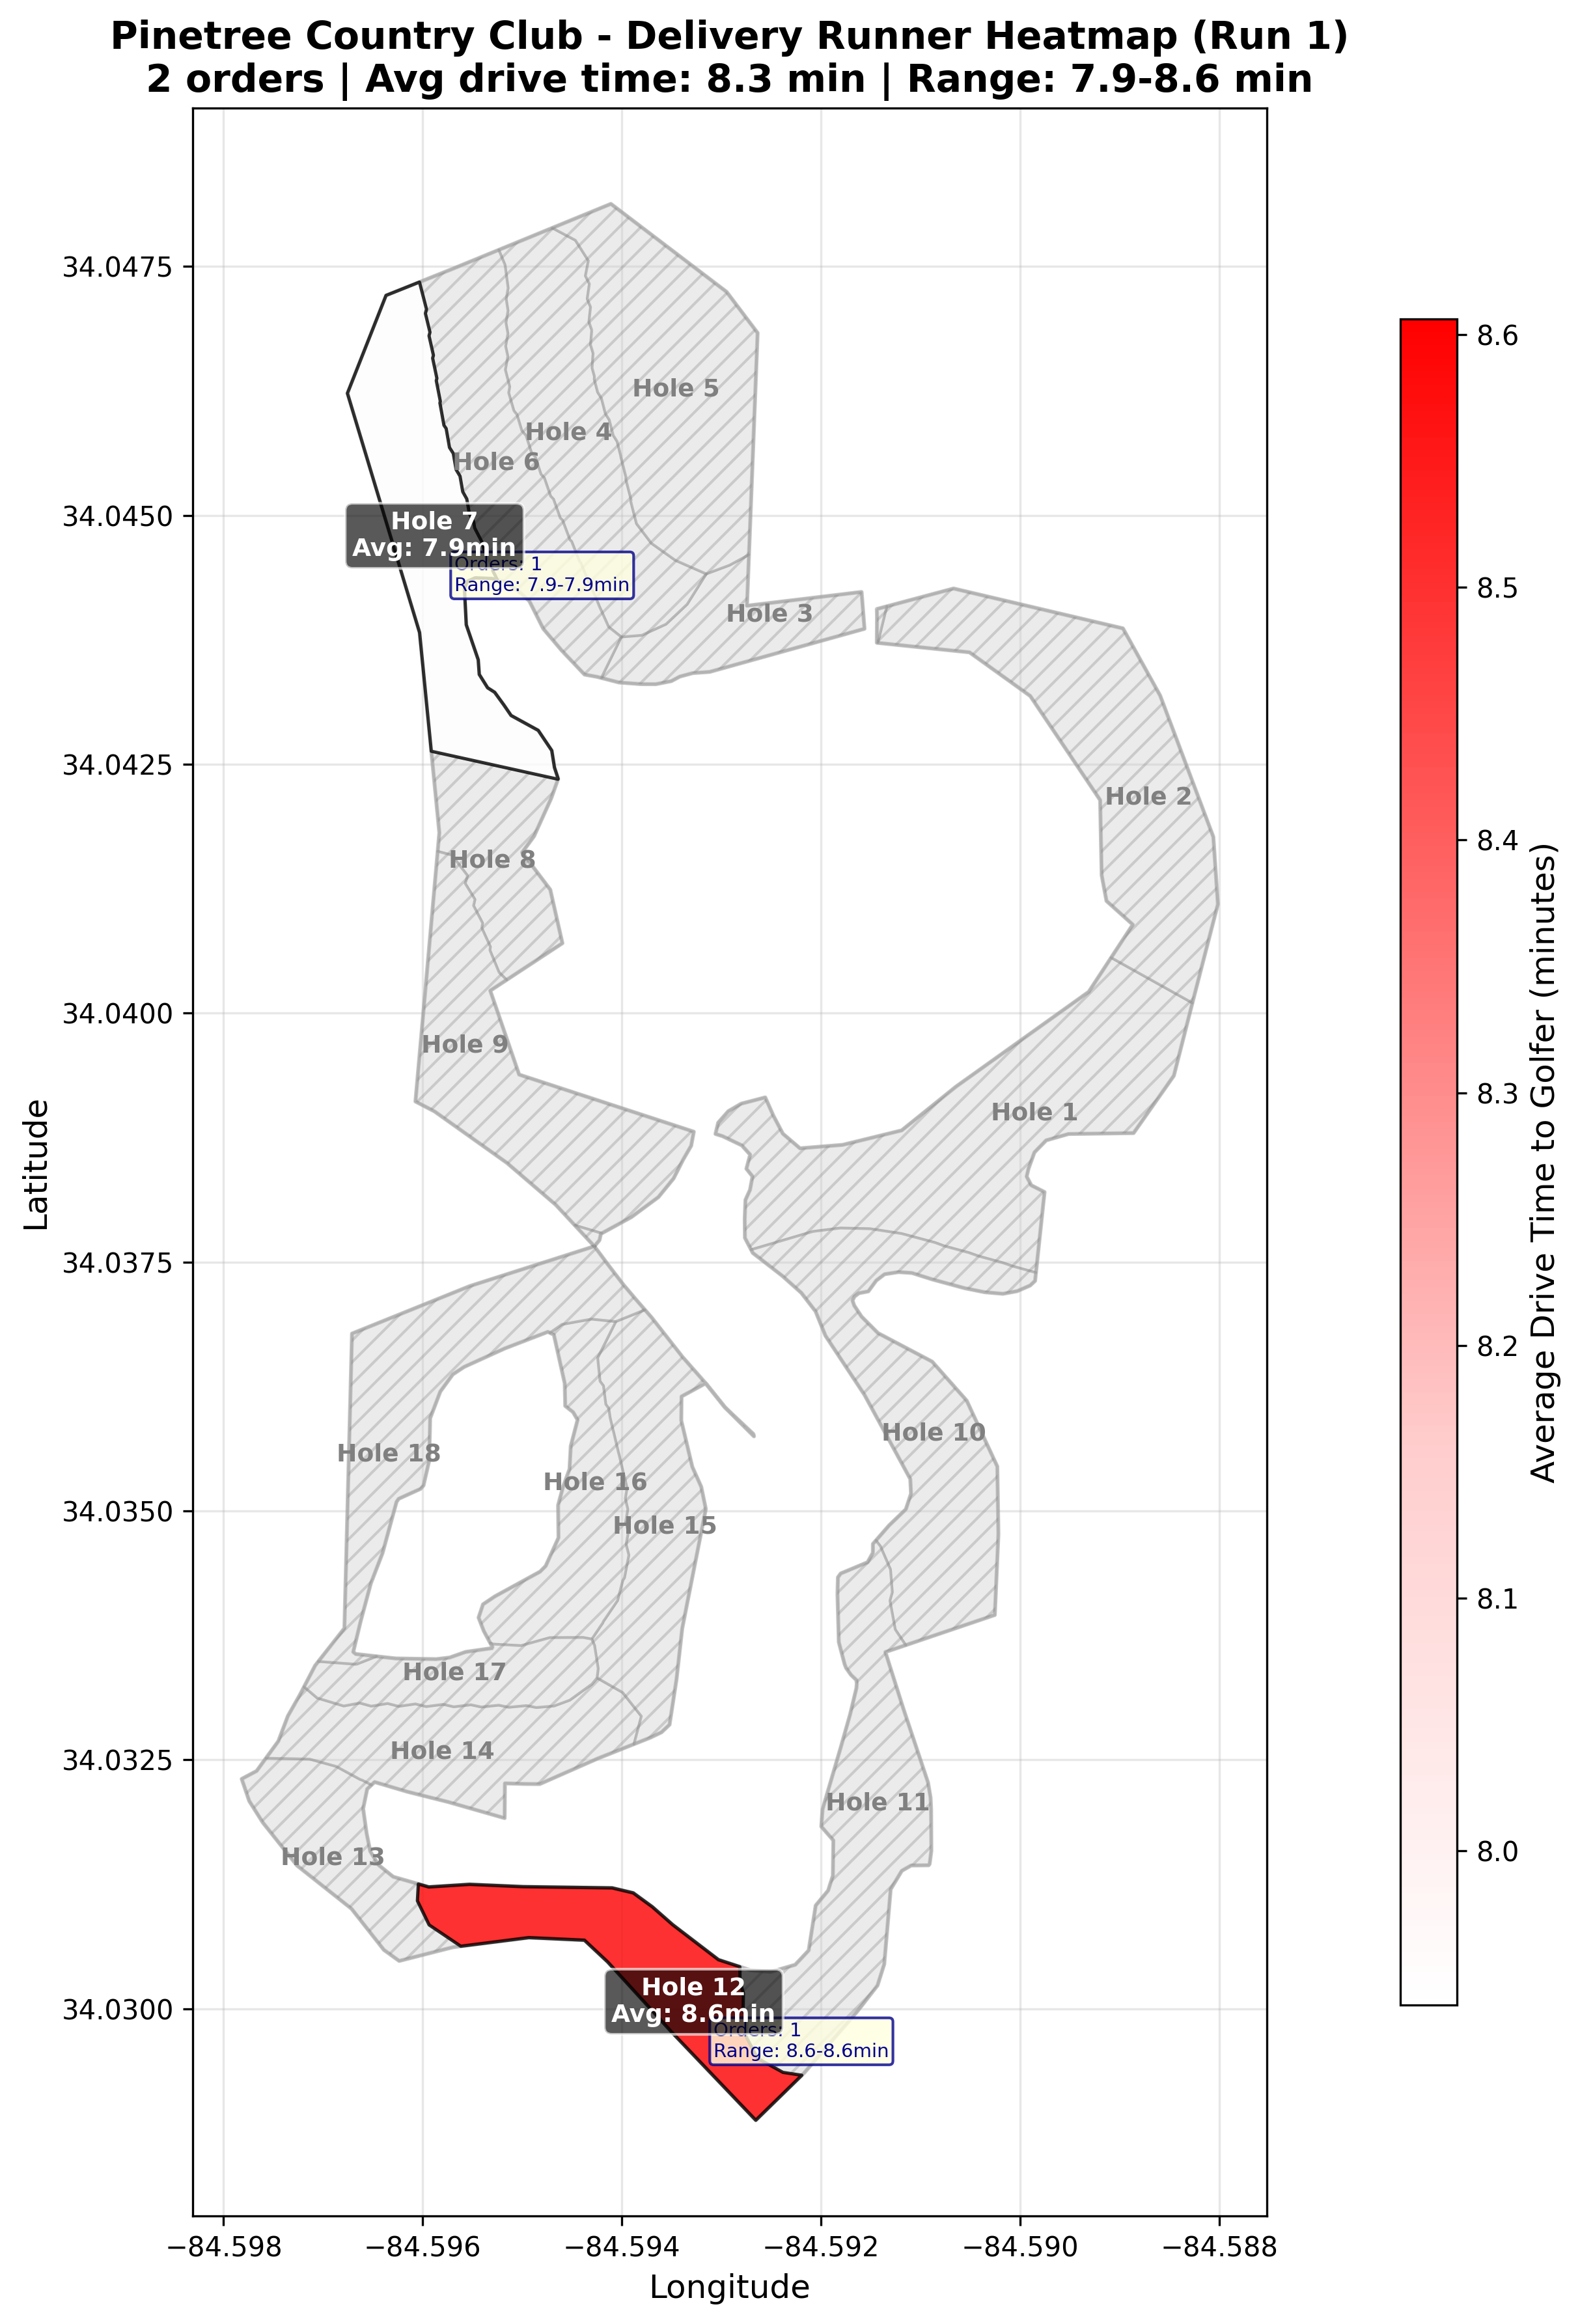 Pinetree Country Club - Delivery Runner Heatmap (Run 1)
2 orders | Avg drive time: 8.3 min | Range: 7.9-8.6 min
Latitude
34.0475
34.0450
34.0425
34.0400
34.0375
34.0350
34.0325
34.0300
Hole 5
Hole 4
Hole 6
Hole 7
Avg: 7.9min
Orders: 1
Range: 7.9-7.9min
Hole 3
Hole 2
Hole 8
Hole 9
Hole 1
Hole 10
Hole 18
Hole 16
Hole 15
Hole 17
Hole 14
Hole 11
Hole 13
Hole 12
Avg: 8.6min
Orders: 1
Range: 8.6-8.6min
−84.598
−84.596
−84.594
−84.592
−84.590
−84.588
Longitude
8.6
8.5
8.4
8.3
8.2
8.1
8.0
Average Drive Time to Golfer (minutes)